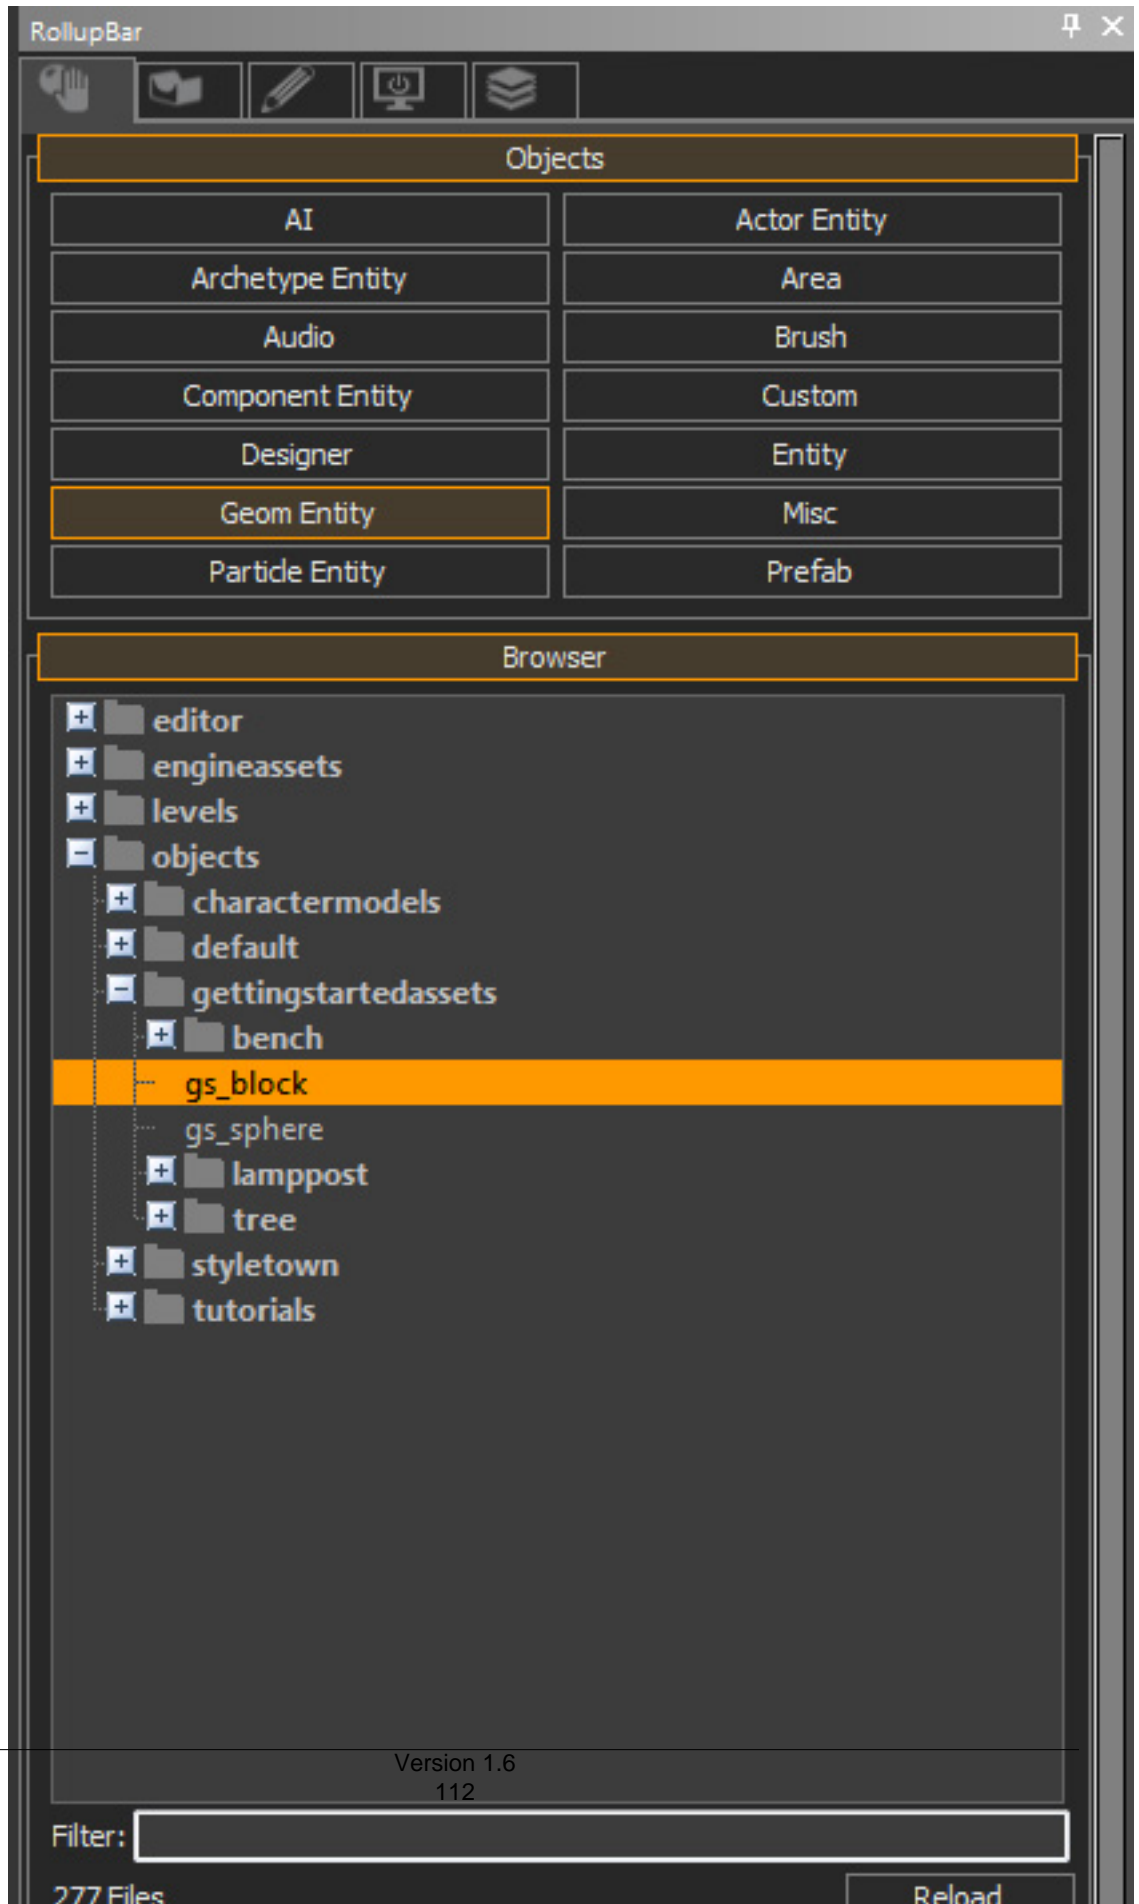 RollupBar
Objects
AI
Actor Entity
Archetype Entity
Area
Audio
Brush
Component Entity
Custom
Designer
Entity
Geom Entity
Misc
Particle Entity
Prefab
Browser
editor
engineassets
levels
objects
charactermodels
default
gettingstartedassets
bench
gs_block
gs_sphere
lamppost
tree
styletown
tutorials
Version 1.6
112
Filter:
277 Files
Reload